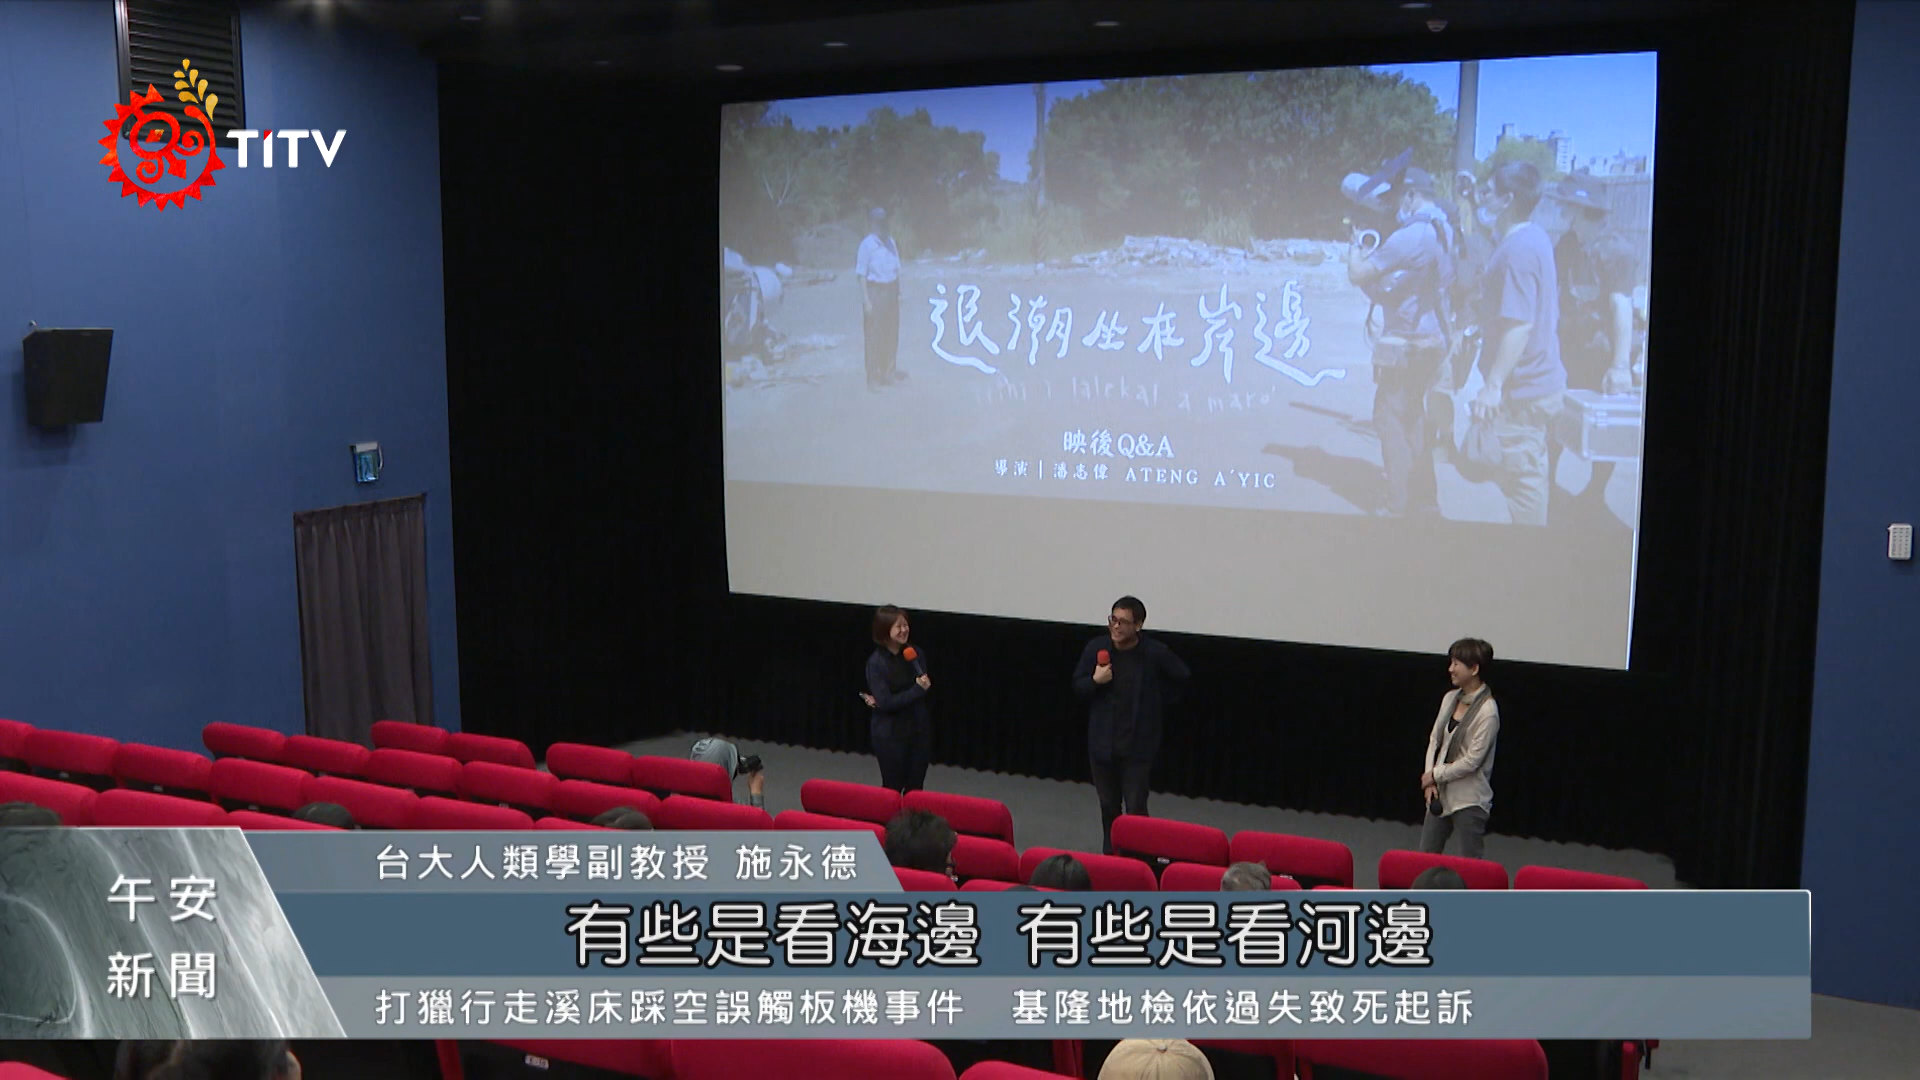 TiTV
退潮坐在岸邊
i lalekal a maro'
映後Q&A
導演｜潘志偉 ATENG A'YIC
午安
新聞
台大人類學副教授 施永德
有些是看海邊 有些是看河邊
打獵行走溪床踩空誤觸板機事件 基隆地檢依過失致死起訴